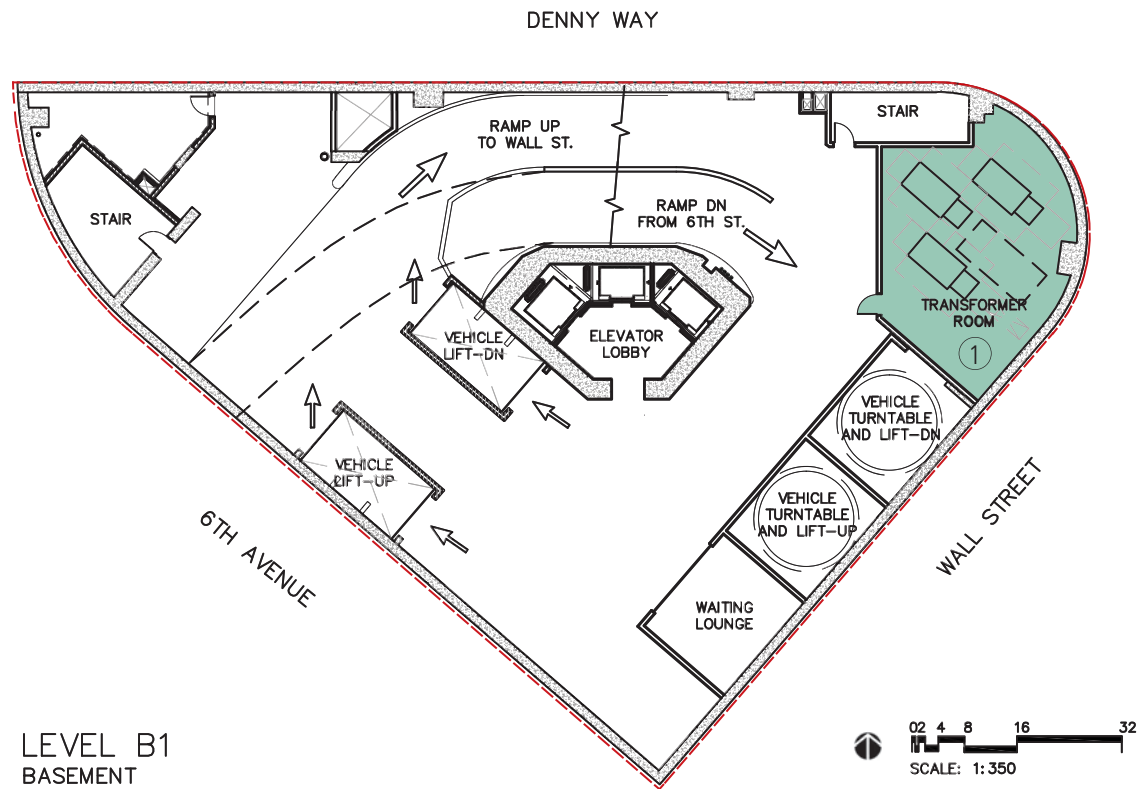 DENNY WAY
STAIR
RAMP UP
TO WALL ST.
RAMP DN
FROM 6TH ST.
STAIR
TRANSFORMER
ROOM
1
VEHICLE
LIFT-DN
ELEVATOR
LOBBY
VEHICLE
TURNTABLE
AND LIFT-DN
VEHICLE
LIFT-UP
VEHICLE
TURNTABLE
AND LIFT-UP
6TH AVENUE
WALL STREET
WAITING
LOUNGE
LEVEL B1
BASEMENT
02 4 8 16 32
SCALE: 1:350